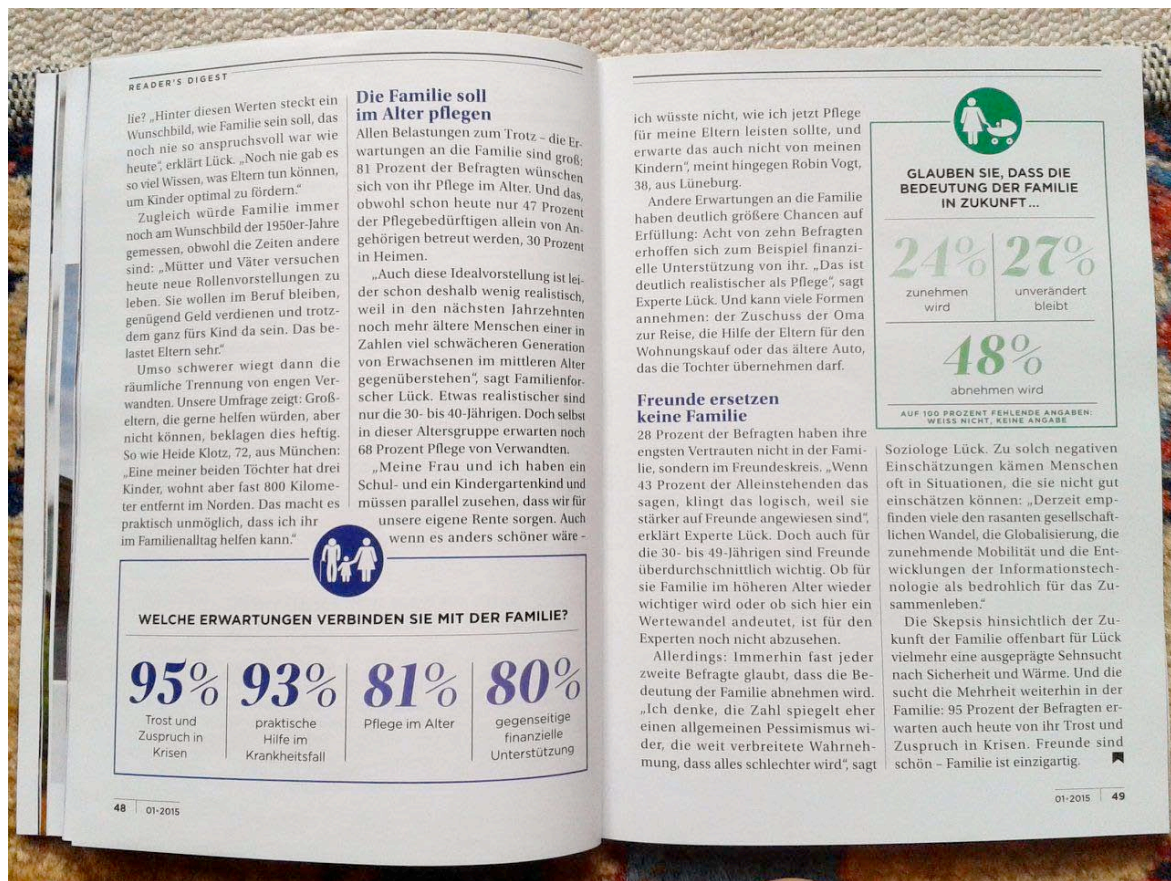 READER'S DIGEST
lie? „Hinter diesen Werten steckt ein
Wunschbild, wie Familie sein soll, das
noch nie so anspruchsvoll war wie
heute“, erklärt Lück. „Noch nie gab es
so viel Wissen, was Eltern tun können,
um Kinder optimal zu fördern.“
Zugleich würde Familie immer
noch am Wunschbild der 1950er-Jahre
gemessen, obwohl die Zeiten andere
sind: „Mütter und Väter versuchen
heute neue Rollenvorstellungen zu
leben. Sie wollen im Beruf bleiben,
genügend Geld verdienen und trotz-
dem ganz fürs Kind da sein. Das be-
lastet Eltern sehr.“
Umso schwerer wiegt dann die
räumliche Trennung von engen Ver-
wandten. Unsere Umfrage zeigt: Groß-
eltern, die gerne helfen würden, aber
nicht können, beklagen dies heftig.
So wie Heide Klotz, 72, aus München:
„Eine meiner beiden Töchter hat drei
Kinder, wohnt aber fast 800 Kilome-
ter entfernt im Norden. Das macht es
praktisch unmöglich, dass ich ihr
im Familienalltag helfen kann.“
Die Familie soll
im Alter pflegen
Allen Belastungen zum Trotz – die Er-
wartungen an die Familie sind groß:
81 Prozent der Befragten wünschen
sich von ihr Pflege im Alter. Und das,
obwohl schon heute nur 47 Prozent
der Pflegebedürftigen allein von An-
gehörigen betreut werden, 30 Prozent
in Heimen.
„Auch diese Idealvorstellung ist lei-
der schon deshalb wenig realistisch,
weil in den nächsten Jahrzehnten
noch mehr ältere Menschen einer in
Zahlen viel schwächeren Generation
von Erwachsenen im mittleren Alter
gegenüberstehen“, sagt Familienfor-
scher Lück. Etwas realistischer sind
nur die 30- bis 40-Jährigen. Doch selbst
in dieser Altersgruppe erwarten noch
68 Prozent Pflege von Verwandten.
„Meine Frau und ich haben ein
Schul- und ein Kindergartenkind und
müssen parallel zusehen, dass wir für
unsere eigene Rente sorgen. Auch
wenn es anders schöner wäre -
WELCHE ERWARTUNGEN VERBINDEN SIE MIT DER FAMILIE?
95%
Trost und
Zuspruch in
Krisen
93%
praktische
Hilfe im
Krankheitsfall
81%
Pflege im Alter
80%
gegenseitige
finanzielle
Unterstützung
48 01-2015
ich wüsste nicht, wie ich jetzt Pflege
für meine Eltern leisten sollte, und
erwarte das auch nicht von meinen
Kindern“, meint hingegen Robin Vogt,
38, aus Lüneburg.
Andere Erwartungen an die Familie
haben deutlich größere Chancen auf
Erfüllung: Acht von zehn Befragten
erhoffen sich zum Beispiel finanzi-
elle Unterstützung von ihr. „Das ist
deutlich realistischer als Pflege“, sagt
Experte Lück. Und kann viele Formen
annehmen: der Zuschuss der Oma
zur Reise, die Hilfe der Eltern für den
Wohnungskauf oder das ältere Auto,
das die Tochter übernehmen darf.
Freunde ersetzen
keine Familie
28 Prozent der Befragten haben ihre
engsten Vertrauten nicht in der Fami-
lie, sondern im Freundeskreis. „Wenn
43 Prozent der Alleinstehenden das
sagen, klingt das logisch, weil sie
stärker auf Freunde angewiesen sind“,
erklärt Experte Lück. Doch auch für
die 30- bis 49-Jährigen sind Freunde
überdurchschnittlich wichtig. Ob für
sie Familie im höheren Alter wieder
wichtiger wird oder ob sich hier ein
Wertewandel andeutet, ist für den
Experten noch nicht abzusehen.
Allerdings: Immerhin fast jeder
zweite Befragte glaubt, dass die Be-
deutung der Familie abnehmen wird.
„Ich denke, die Zahl spiegelt eher
einen allgemeinen Pessimismus wi-
der, die weit verbreitete Wahrneh-
mung, dass alles schlechter wird“, sagt
GLAUBEN SIE, DASS DIE
BEDEUTUNG DER FAMILIE
IN ZUKUNFT...
24%
zunehmen
wird
27%
unverändert
bleibt
48%
abnehmen wird
AUF 100 PROZENT FEHLENDE ANGABEN:
WEISS NICHT, KEINE ANGABE
Soziologe Lück. Zu solch negativen
Einschätzungen kämen Menschen
oft in Situationen, die sie nicht gut
einschätzen können: „Derzeit emp-
finden viele den rasanten gesellschaft-
lichen Wandel, die Globalisierung, die
zunehmende Mobilität und die Ent-
wicklungen der Informationstech-
nologie als bedrohlich für das Zu-
sammenleben.“
Die Skepsis hinsichtlich der Zu-
kunft der Familie offenbart für Lück
vielmehr eine ausgeprägte Sehnsucht
nach Sicherheit und Wärme. Und die
sucht die Mehrheit weiterhin in der
Familie: 95 Prozent der Befragten er-
warten auch heute von ihr Trost und
Zuspruch in Krisen. Freunde sind
schön – Familie ist einzigartig.
01-2015 49